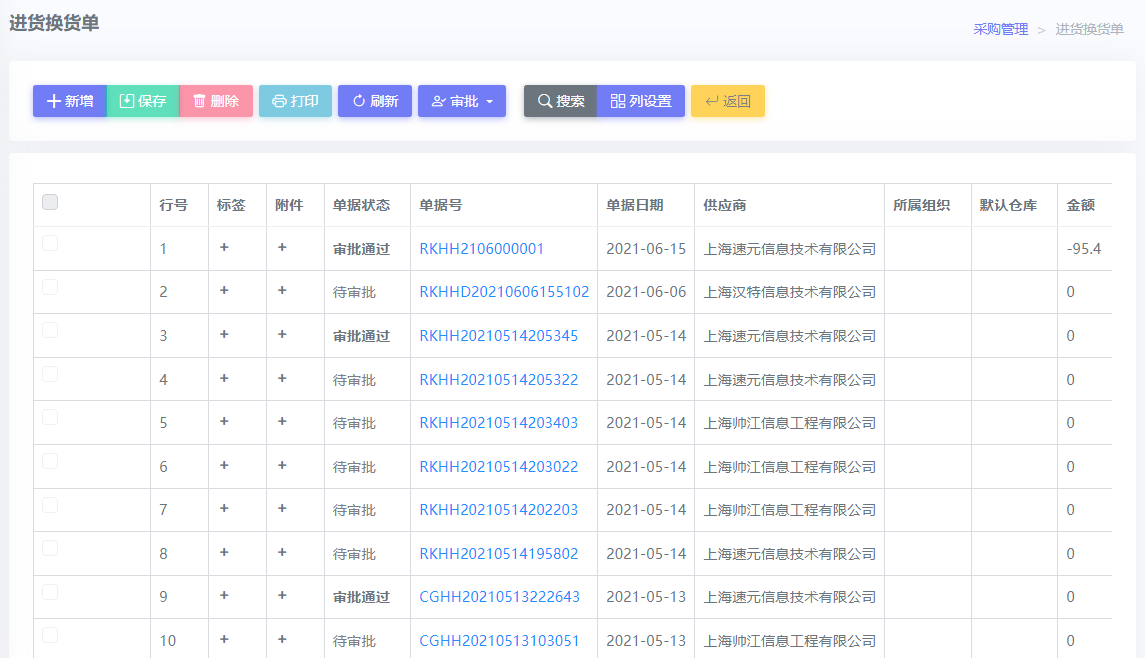 进货换货单
采购管理 > 进货换货单
新增 保存 删除 打印 刷新 审批 搜索 列设置 返回
行号 标签 附件 单据状态 单据号 单据日期 供应商 所属组织 默认仓库 金额
1 + + 审批通过 RKHH2106000001 2021-06-15 上海速元信息技术有限公司 -95.4
2 + + 待审批 RKHHD20210606155102 2021-06-06 上海汉特信息技术有限公司 0
3 + + 审批通过 RKHH20210514205345 2021-05-14 上海速元信息技术有限公司 0
4 + + 待审批 RKHH20210514205322 2021-05-14 上海速元信息技术有限公司 0
5 + + 待审批 RKHH20210514203403 2021-05-14 上海帅江信息工程有限公司 0
6 + + 待审批 RKHH20210514203022 2021-05-14 上海帅江信息工程有限公司 0
7 + + 待审批 RKHH20210514202203 2021-05-14 上海帅江信息工程有限公司 0
8 + + 待审批 RKHH20210514195802 2021-05-14 上海速元信息技术有限公司 0
9 + + 审批通过 CGHH20210513222643 2021-05-13 上海速元信息技术有限公司 0
10 + + 待审批 CGHH20210513103051 2021-05-13 上海帅江信息工程有限公司 0